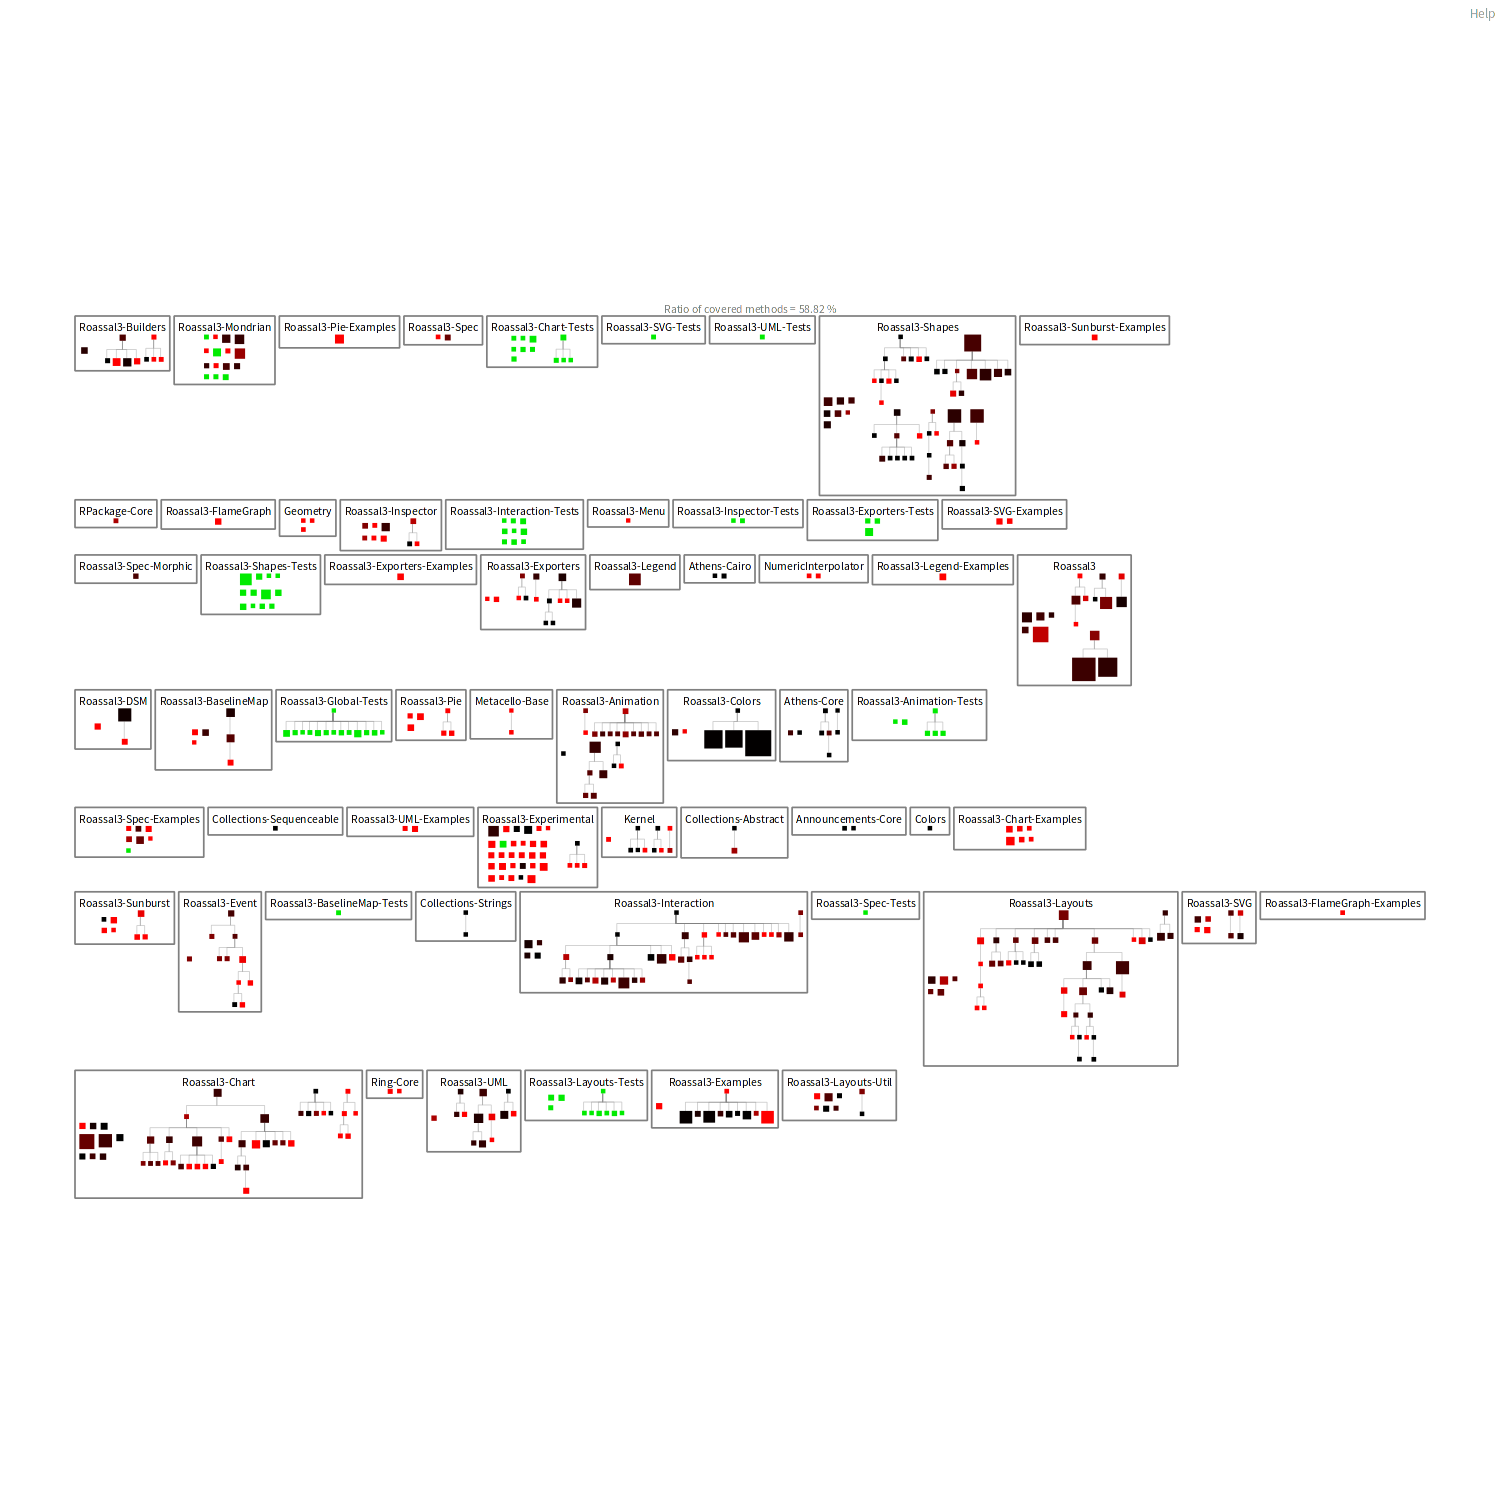 Help
Ratio of covered methods = 58.82 %
Roassal3-Builders
Roassal3-Mondrian
Roassal3-Pie-Examples
Roassal3-Spec
Roassal3-Chart-Tests
Roassal3-SVG-Tests
Roassal3-UML-Tests
Roassal3-Shapes
Roassal3-Sunburst-Examples
RPackage-Core
Roassal3-FlameGraph
Geometry
Roassal3-Inspector
Roassal3-Interaction-Tests
Roassal3-Menu
Roassal3-Inspector-Tests
Roassal3-Exporters-Tests
Roassal3-SVG-Examples
Roassal3-Spec-Morphic
Roassal3-Shapes-Tests
Roassal3-Exporters-Examples
Roassal3-Exporters
Roassal3-Legend
Athens-Cairo
NumericInterpolator
Roassal3-Legend-Examples
Roassal3
Roassal3-DSM
Roassal3-BaselineMap
Roassal3-Global-Tests
Roassal3-Pie
Metacello-Base
Roassal3-Animation
Roassal3-Colors
Athens-Core
Roassal3-Animation-Tests
Roassal3-Spec-Examples
Collections-Sequenceable
Roassal3-UML-Examples
Roassal3-Experimental
Kernel
Collections-Abstract
Announcements-Core
Colors
Roassal3-Chart-Examples
Roassal3-Sunburst
Roassal3-Event
Roassal3-BaselineMap-Tests
Collections-Strings
Roassal3-Interaction
Roassal3-Spec-Tests
Roassal3-Layouts
Roassal3-SVG
Roassal3-FlameGraph-Examples
Roassal3-Chart
Ring-Core
Roassal3-UML
Roassal3-Layouts-Tests
Roassal3-Examples
Roassal3-Layouts-Util